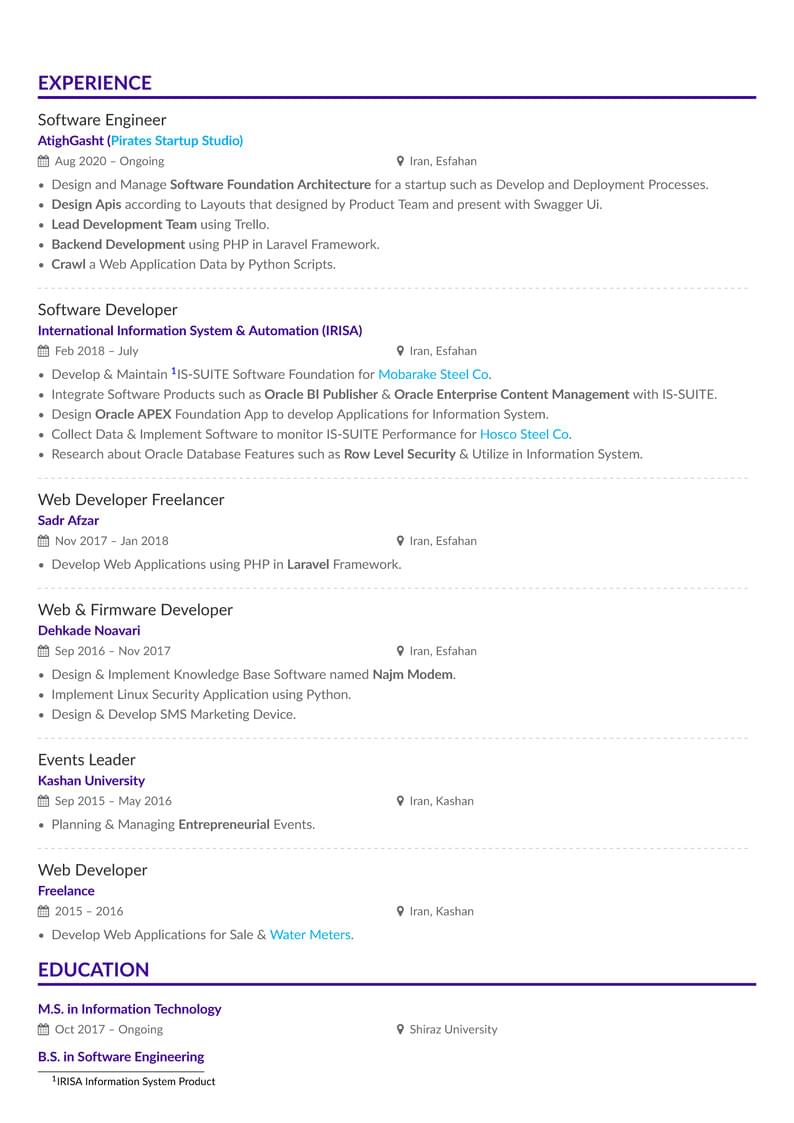 EXPERIENCE
Software Engineer
AtighGasht (Pirates Startup Studio)
Aug 2020 – Ongoing Iran, Esfahan
• Design and Manage Software Foundation Architecture for a startup such as Develop and Deployment Processes.
• Design Apis according to Layouts that designed by Product Team and present with Swagger Ui.
• Lead Development Team using Trello.
• Backend Development using PHP in Laravel Framework.
• Crawl a Web Application Data by Python Scripts.
Software Developer
International Information System & Automation (IRISA)
Feb 2018 – July Iran, Esfahan
• Develop & Maintain 1IS-SUITE Software Foundation for Mobarake Steel Co.
• Integrate Software Products such as Oracle BI Publisher & Oracle Enterprise Content Management with IS-SUITE.
• Design Oracle APEX Foundation App to develop Applications for Information System.
• Collect Data & Implement Software to monitor IS-SUITE Performance for Hosco Steel Co.
• Research about Oracle Database Features such as Row Level Security & Utilize in Information System.
Web Developer Freelancer
Sadr Afzar
Nov 2017 – Jan 2018 Iran, Esfahan
• Develop Web Applications using PHP in Laravel Framework.
Web & Firmware Developer
Dehkade Noavari
Sep 2016 – Nov 2017 Iran, Esfahan
• Design & Implement Knowledge Base Software named Najm Modem.
• Implement Linux Security Application using Python.
• Design & Develop SMS Marketing Device.
Events Leader
Kashan University
Sep 2015 – May 2016 Iran, Kashan
• Planning & Managing Entrepreneurial Events.
Web Developer
Freelance
2015 – 2016 Iran, Kashan
• Develop Web Applications for Sale & Water Meters.
EDUCATION
M.S. in Information Technology
Oct 2017 – Ongoing Shiraz University
B.S. in Software Engineering
1IRISA Information System Product